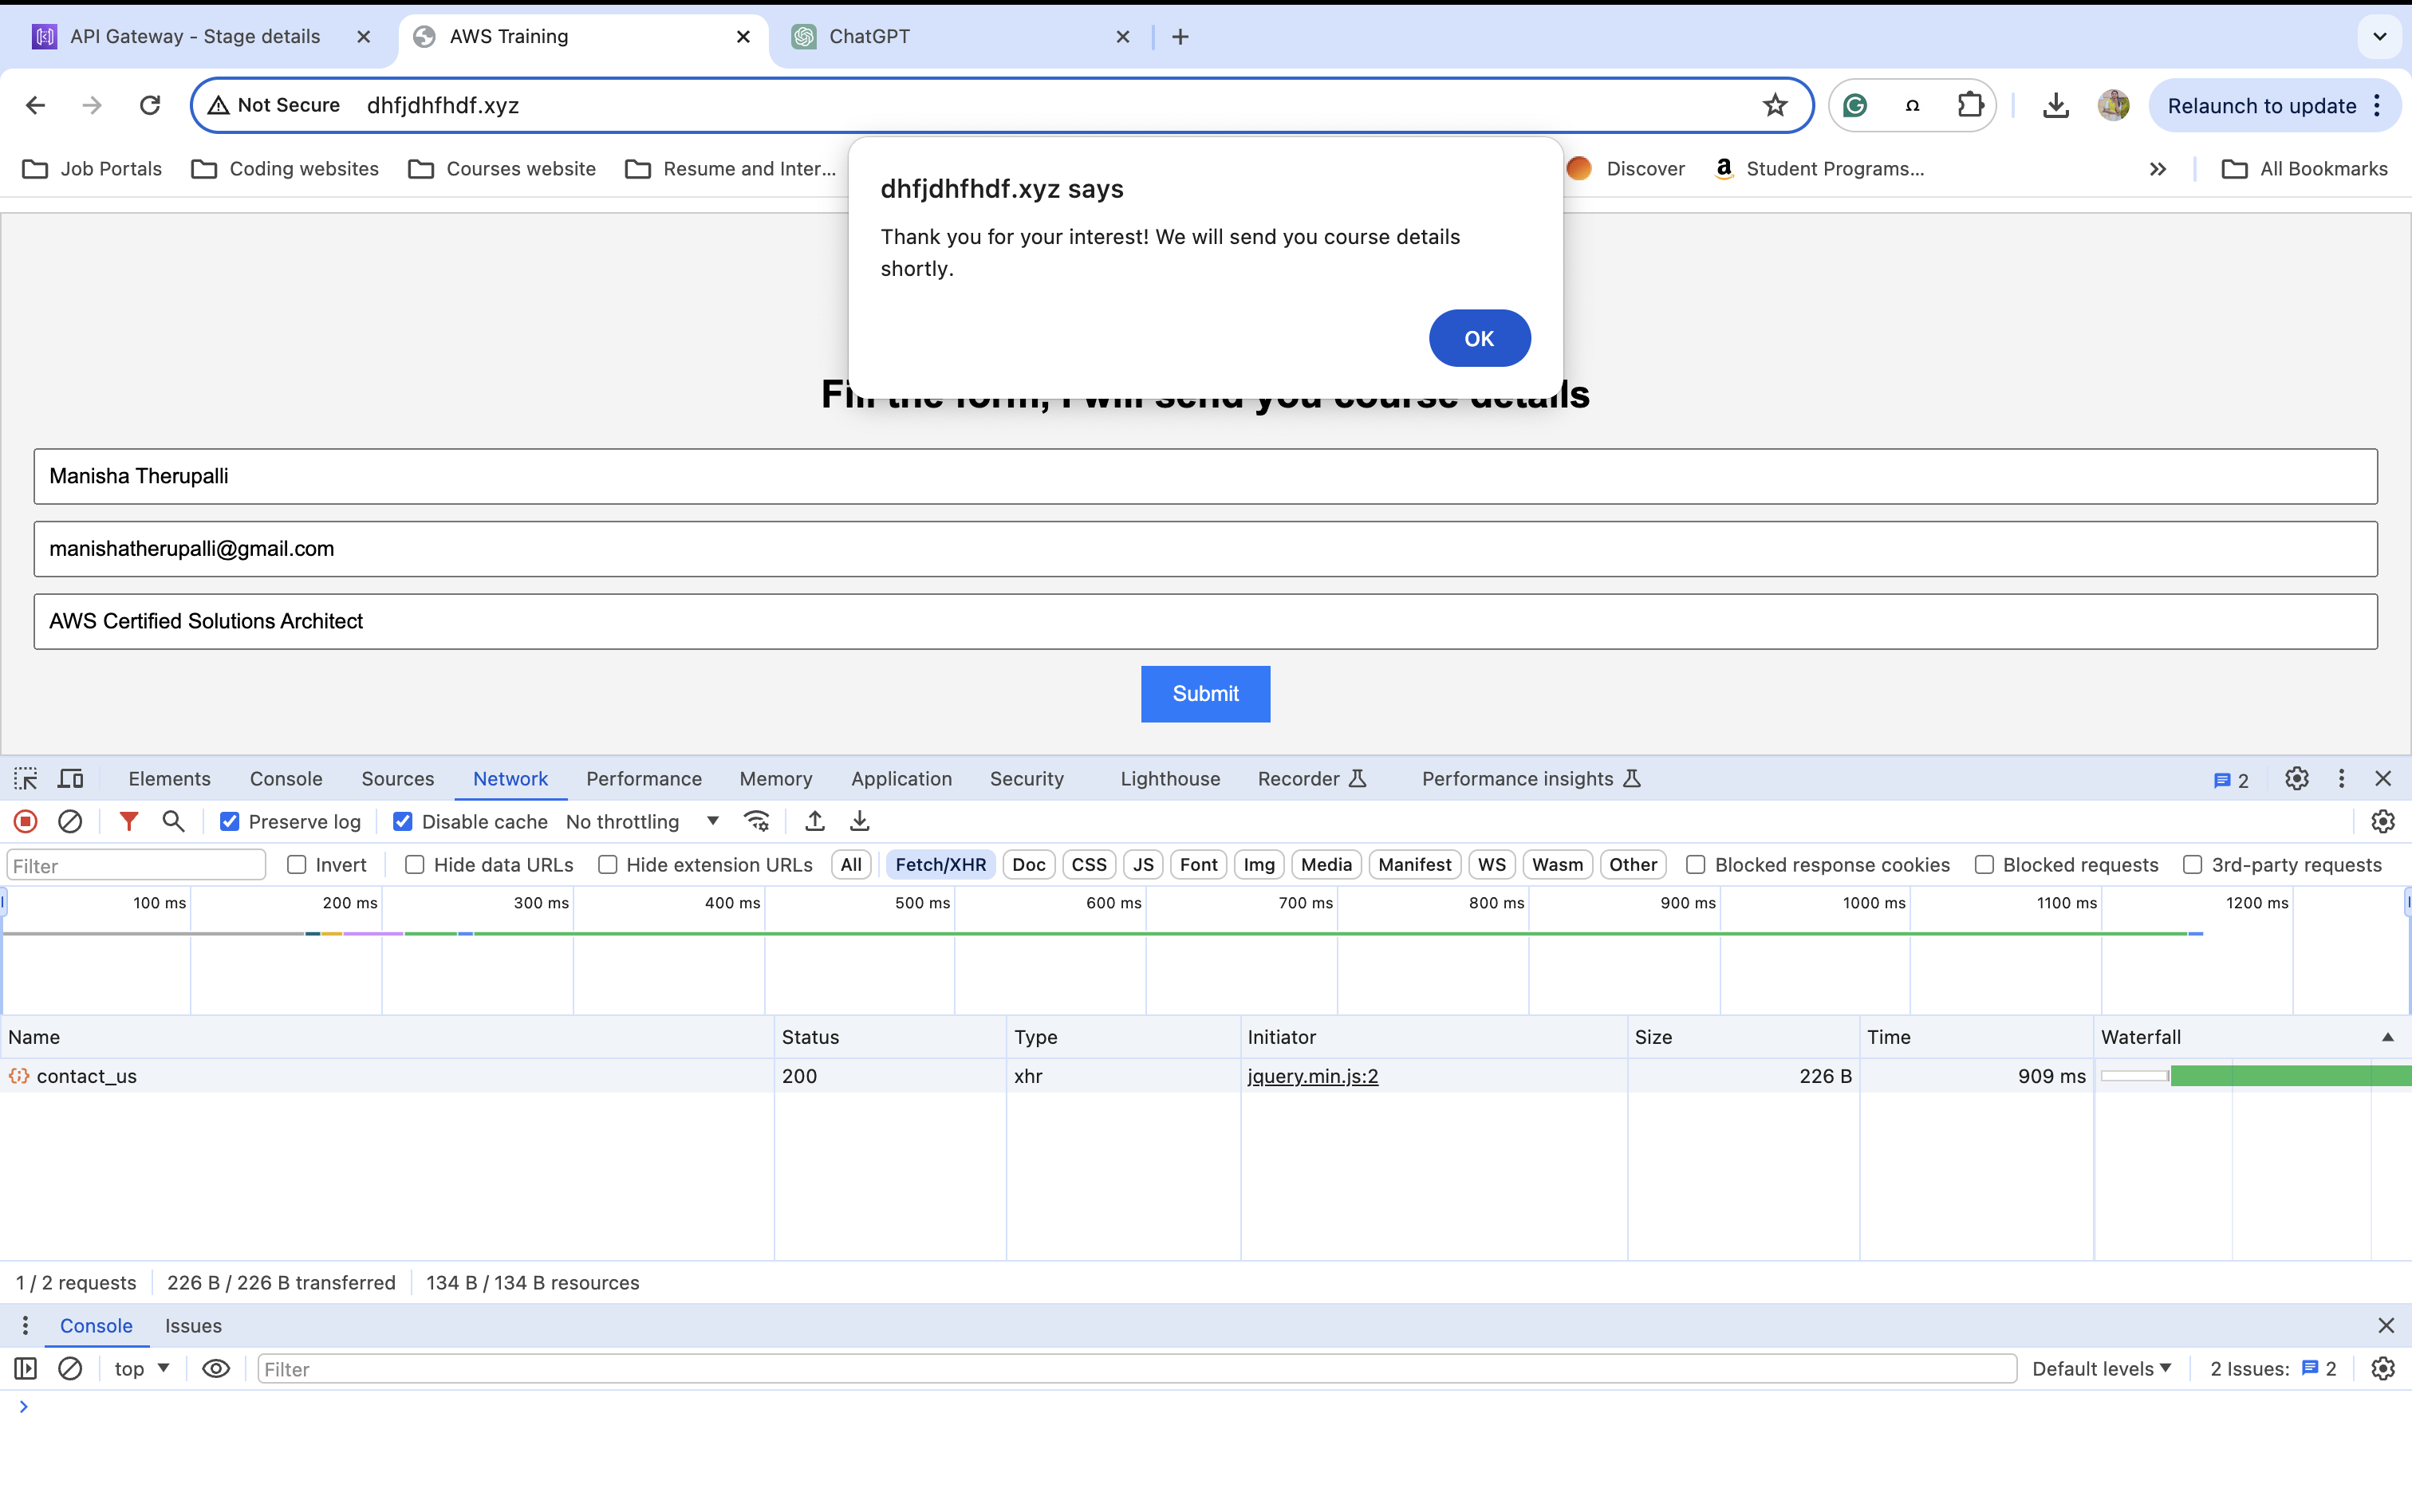 API Gateway - Stage details
AWS Training
ChatGPT
Not Secure dhfjdhfhdf.xyz
Relaunch to update
Job Portals Coding websites Courses website Resume and Inter... Discover Student Programs... All Bookmarks
dhfjdhfhdf.xyz says
Thank you for your interest! We will send you course details
shortly.
OK
Fill the form, I will send you course details
Manisha Therupalli
manishatherupalli@gmail.com
AWS Certified Solutions Architect
Submit
Elements Console Sources Network Performance Memory Application Security Lighthouse Recorder Performance insights 2
Preserve log Disable cache No throttling
Filter Invert Hide data URLs Hide extension URLs All Fetch/XHR Doc CSS JS Font Img Media Manifest WS Wasm Other Blocked response cookies Blocked requests 3rd-party requests
100 ms 200 ms 300 ms 400 ms 500 ms 600 ms 700 ms 800 ms 900 ms 1000 ms 1100 ms 1200 ms
Name Status Type Initiator Size Time Waterfall
contact_us 200 xhr jquery.min.js:2 226 B 909 ms
1 / 2 requests 226 B / 226 B transferred 134 B / 134 B resources
Console Issues
top Filter Default levels 2 Issues: 2